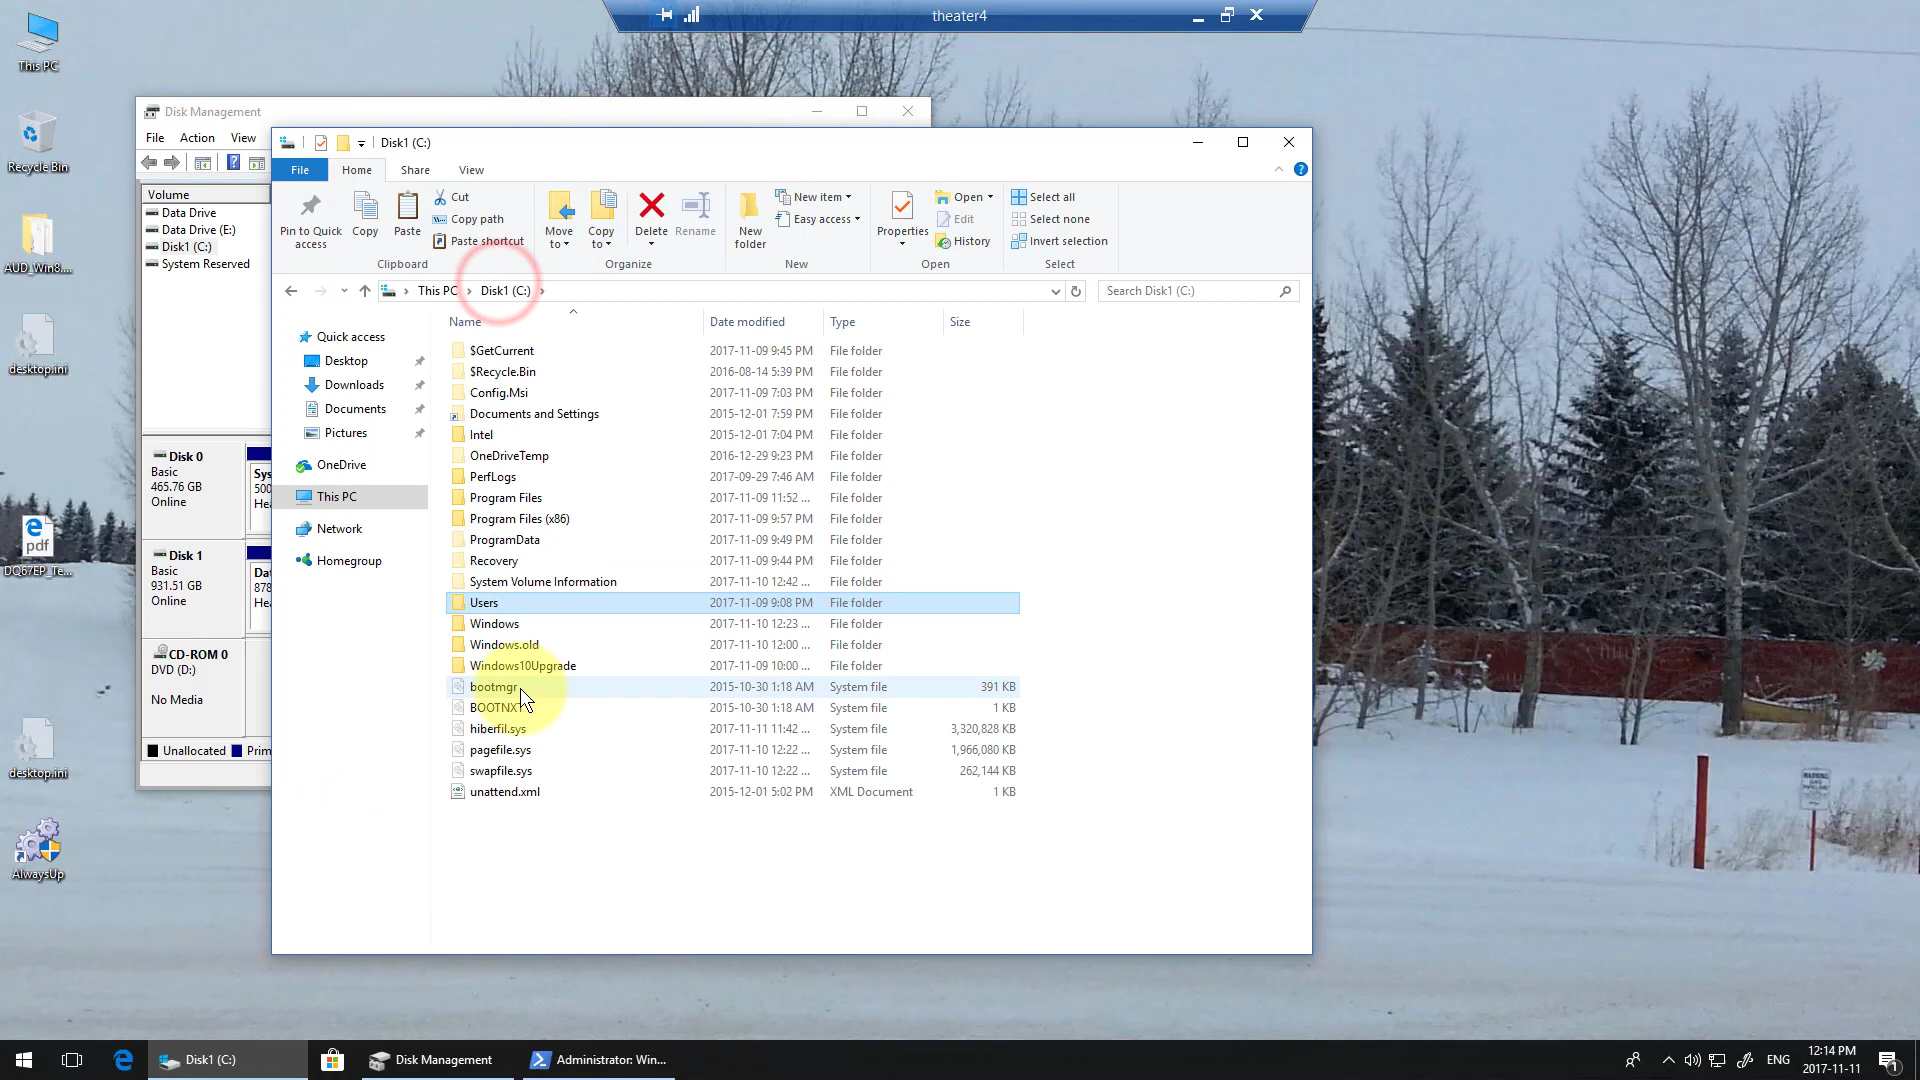 theater4
This PC
Recycle Bin
AUD_Win8....
desktop.ini
DQ67EP_Te...
desktop.ini
AlwaysUp
Disk Management
File Action View
Volume
Data Drive
Data Drive (E:)
Disk1 (C:)
System Reserved
Disk 0
Basic
465.76 GB
Online
Sys
500
Hea
Disk 1
Basic
931.51 GB
Online
Dat
878
Hea
CD-ROM 0
DVD (D:)
No Media
Unallocated Prim
Disk1 (C:)
File Home Share View
Pin to Quick access
Copy
Paste
Cut
Copy path
Paste shortcut
Clipboard
Move to
Copy to
Delete
Rename
Organize
New folder
New item
Easy access
New
Properties
Open
Edit
History
Open
Select all
Select none
Invert selection
Select
This PC Disk1 (C:)
Search Disk1 (C:)
Quick access
Desktop
Downloads
Documents
Pictures
OneDrive
This PC
Network
Homegroup
Name Date modified Type Size
$GetCurrent 2017-11-09 9:45 PM File folder
$Recycle.Bin 2016-08-14 5:39 PM File folder
Config.Msi 2017-11-09 7:03 PM File folder
Documents and Settings 2015-12-01 7:59 PM File folder
Intel 2015-12-01 7:04 PM File folder
OneDriveTemp 2016-12-29 9:23 PM File folder
PerfLogs 2017-09-29 7:46 AM File folder
Program Files 2017-11-09 11:52 ... File folder
Program Files (x86) 2017-11-09 9:57 PM File folder
ProgramData 2017-11-09 9:49 PM File folder
Recovery 2017-11-09 9:44 PM File folder
System Volume Information 2017-11-10 12:42 ... File folder
Users 2017-11-09 9:08 PM File folder
Windows 2017-11-10 12:23 ... File folder
Windows.old 2017-11-10 12:00 ... File folder
Windows10Upgrade 2017-11-09 10:00 ... File folder
bootmgr 2015-10-30 1:18 AM System file 391 KB
BOOTNXT 2015-10-30 1:18 AM System file 1 KB
hiberfil.sys 2017-11-11 11:42 ... System file 3,320,828 KB
pagefile.sys 2017-11-10 12:22 ... System file 1,966,080 KB
swapfile.sys 2017-11-10 12:22 ... System file 262,144 KB
unattend.xml 2015-12-01 5:02 PM XML Document 1 KB
Disk1 (C:)
Disk Management
Administrator: Win...
ENG
12:14 PM
2017-11-11
1